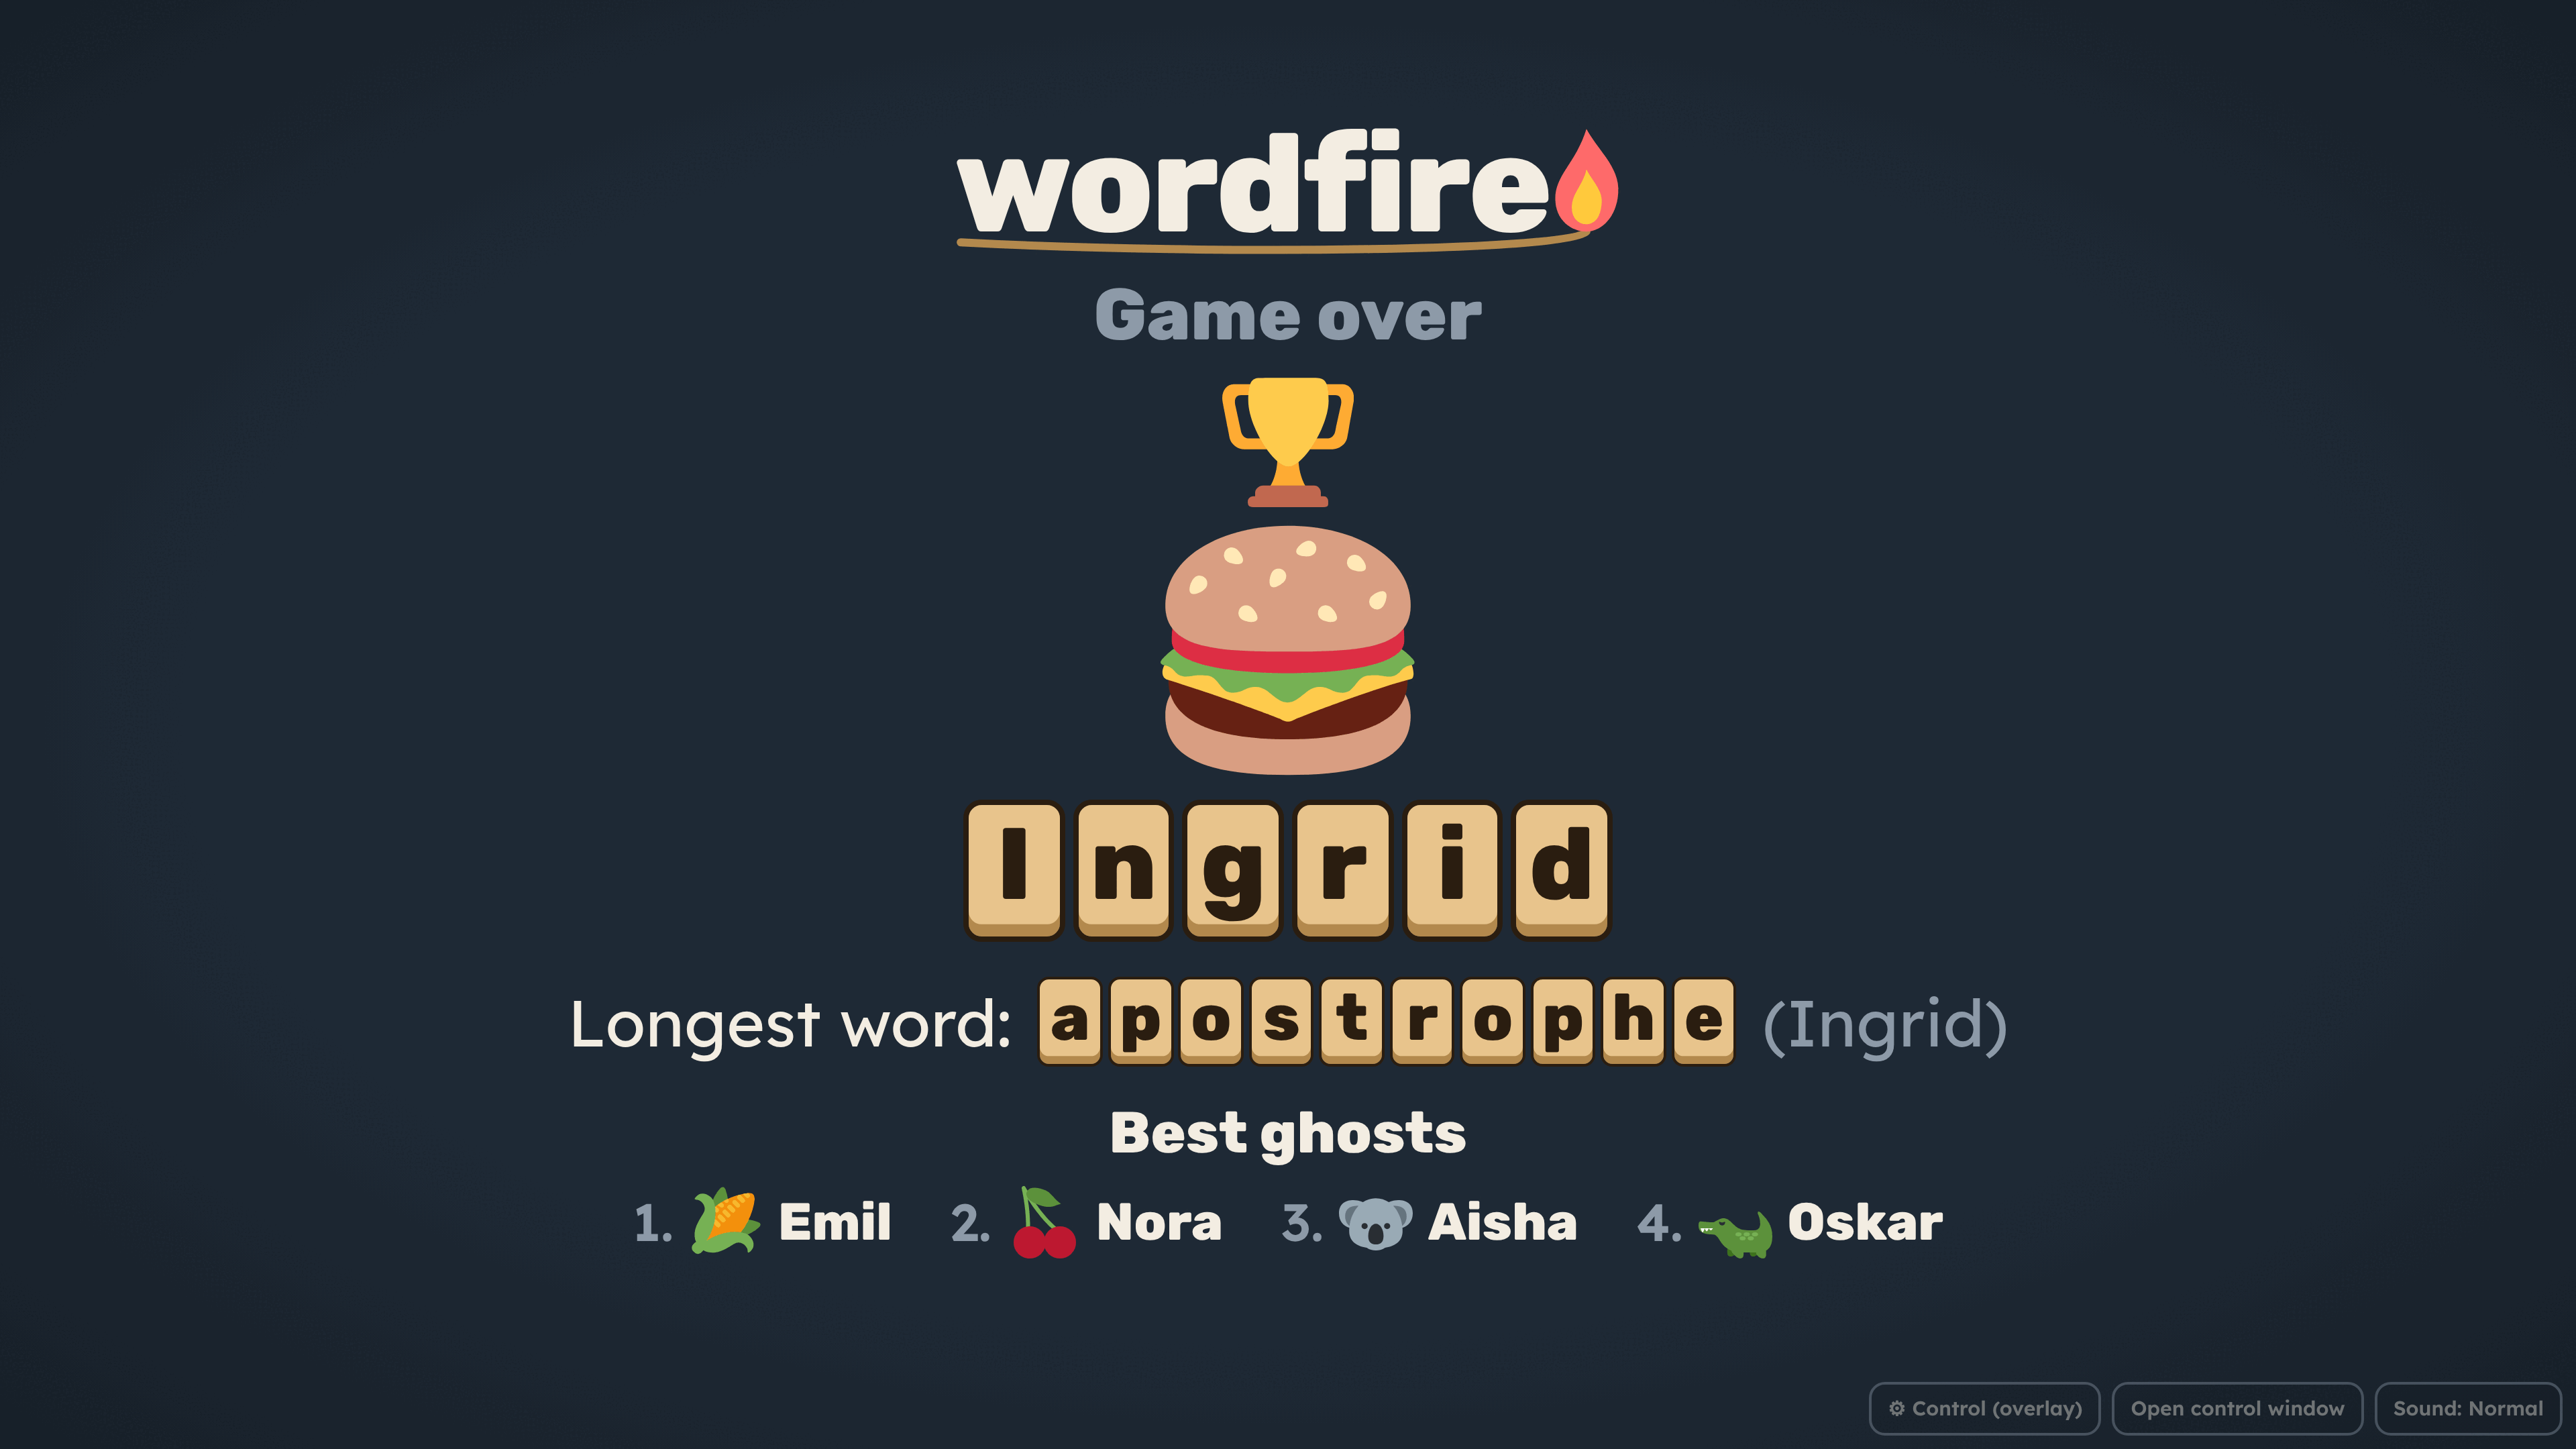 wordfire
Game over
Ingrid
Longest word: apostrophe (Ingrid)
Best ghosts
1. Emil 2. Nora 3. Aisha 4. Oskar
⚙ Control (overlay) Open control window Sound: Normal